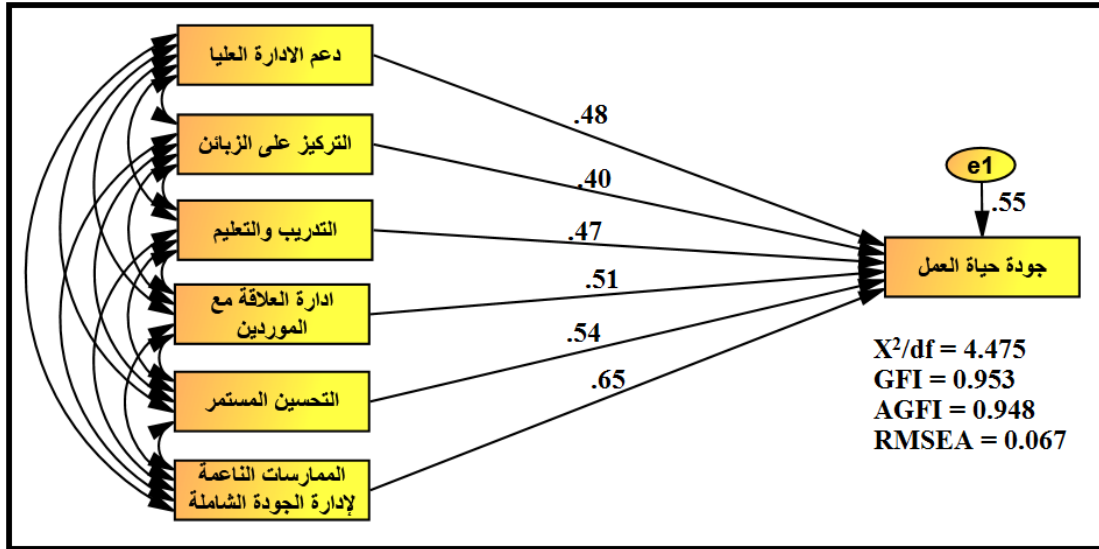 دعم الادارة العليا
التركيز على الزبائن
التدريب والتعليم
ادارة العلاقة مع
الموردين
التحسين المستمر
الممارسات الناعمة
لإدارة الجودة الشاملة
.48
.40
.47
.51
.54
.65
e1
.55
جودة حياة العمل
X²/df = 4.475
GFI = 0.953
AGFI = 0.948
RMSEA = 0.067